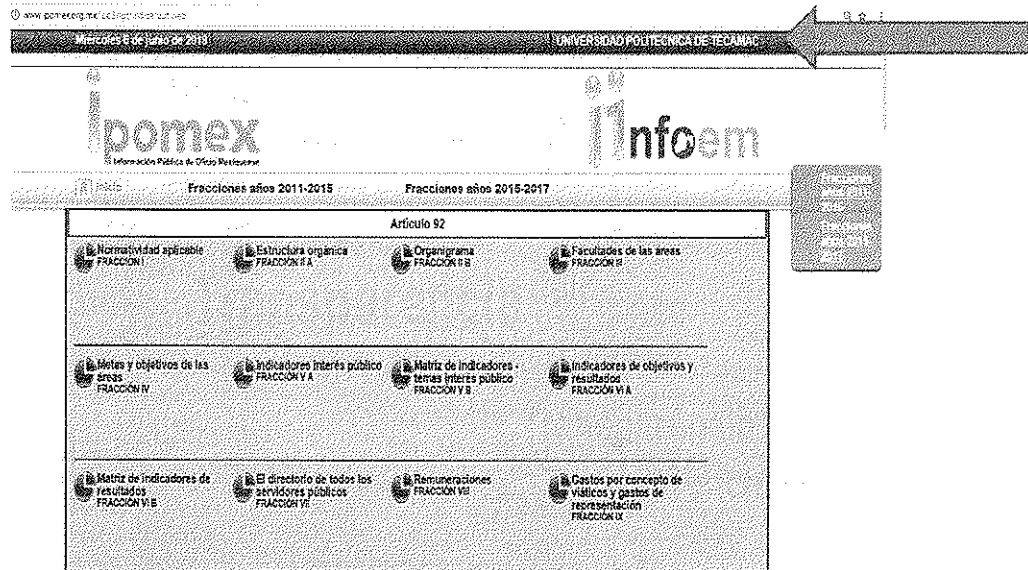 Miércoles 6 de junio de
UNIVERSIDAD POLITECNICA DE TECAMAC
ipomex
Información Pública de Oficio Mexiquense
infoem
Inicio
Fracciones años 2011-2015
Fracciones años 2015-2017
Artículo 92
Normatividad aplicable
FRACCIÓN I
Estructura orgánica
FRACCIÓN II A
Organigrama
FRACCIÓN II B
Facultades de las áreas
FRACCIÓN III
Metas y objetivos de las
áreas
FRACCIÓN IV
Indicadores interés público
FRACCIÓN V A
Matriz de indicadores -
temas interés público
FRACCIÓN V B
Indicadores de objetivos y
resultados
FRACCIÓN VI A
Matriz de indicadores de
resultados
FRACCIÓN VI B
El directorio de todos los
servidores públicos
FRACCIÓN VII
Remuneraciones
FRACCIÓN VIII
Gastos por concepto de
viáticos y gastos de
representación
FRACCIÓN IX